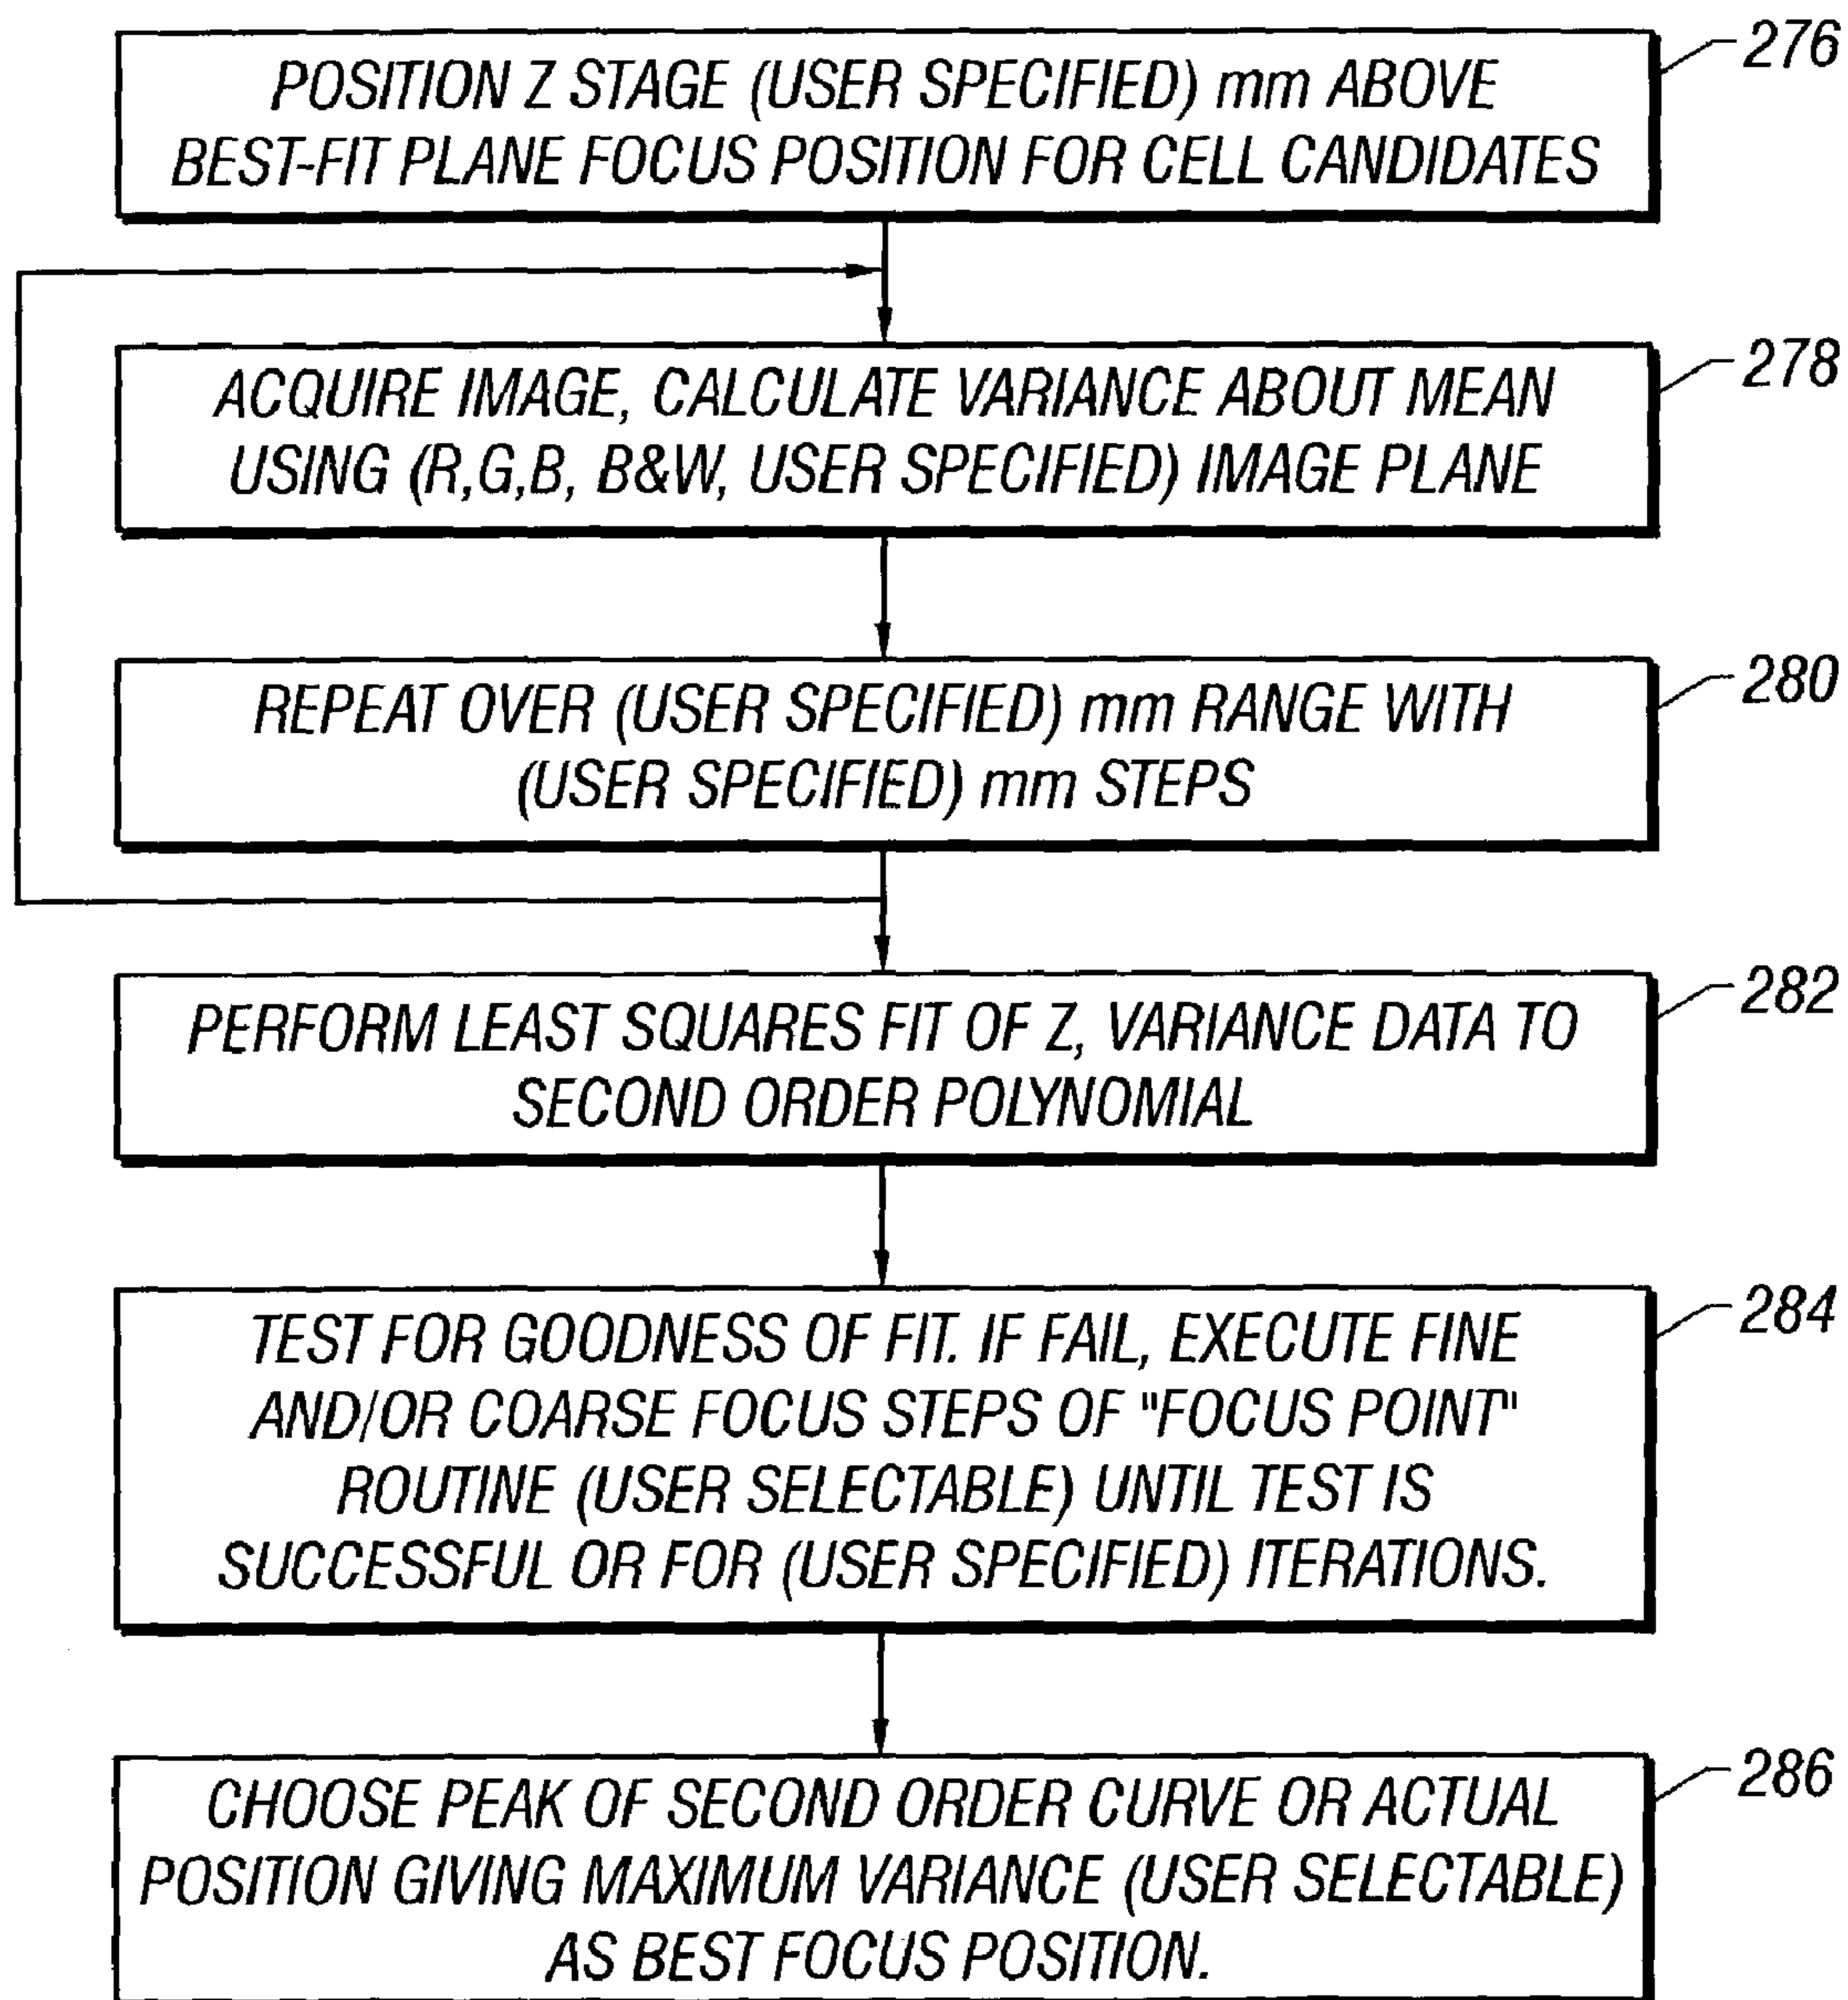 276
POSITION Z STAGE (USER SPECIFIED) mm ABOVE
BEST-FIT PLANE FOCUS POSITION FOR CELL CANDIDATES
278
ACQUIRE IMAGE, CALCULATE VARIANCE ABOUT MEAN
USING (R,G,B, B&W, USER SPECIFIED) IMAGE PLANE
280
REPEAT OVER (USER SPECIFIED) mm RANGE WITH
(USER SPECIFIED) mm STEPS
282
PERFORM LEAST SQUARES FIT OF Z, VARIANCE DATA TO
SECOND ORDER POLYNOMIAL
284
TEST FOR GOODNESS OF FIT. IF FAIL, EXECUTE FINE
AND/OR COARSE FOCUS STEPS OF "FOCUS POINT"
ROUTINE (USER SELECTABLE) UNTIL TEST IS
SUCCESSFUL OR FOR (USER SPECIFIED) ITERATIONS.
286
CHOOSE PEAK OF SECOND ORDER CURVE OR ACTUAL
POSITION GIVING MAXIMUM VARIANCE (USER SELECTABLE)
AS BEST FOCUS POSITION.